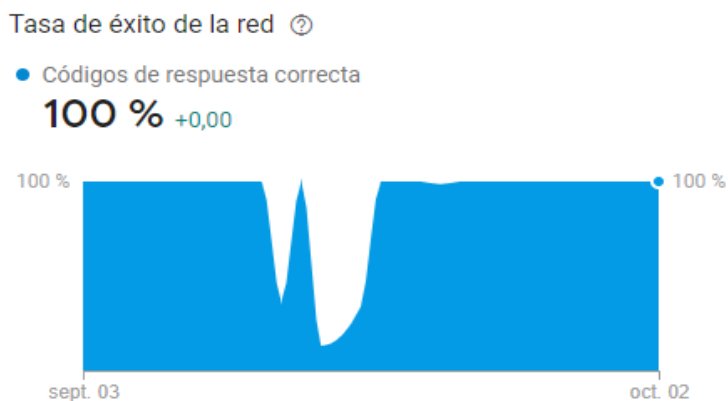 Tasa de éxito de la red ?
Códigos de respuesta correcta
100 % +0,00
100 % 100 %
sept. 03 oct. 02